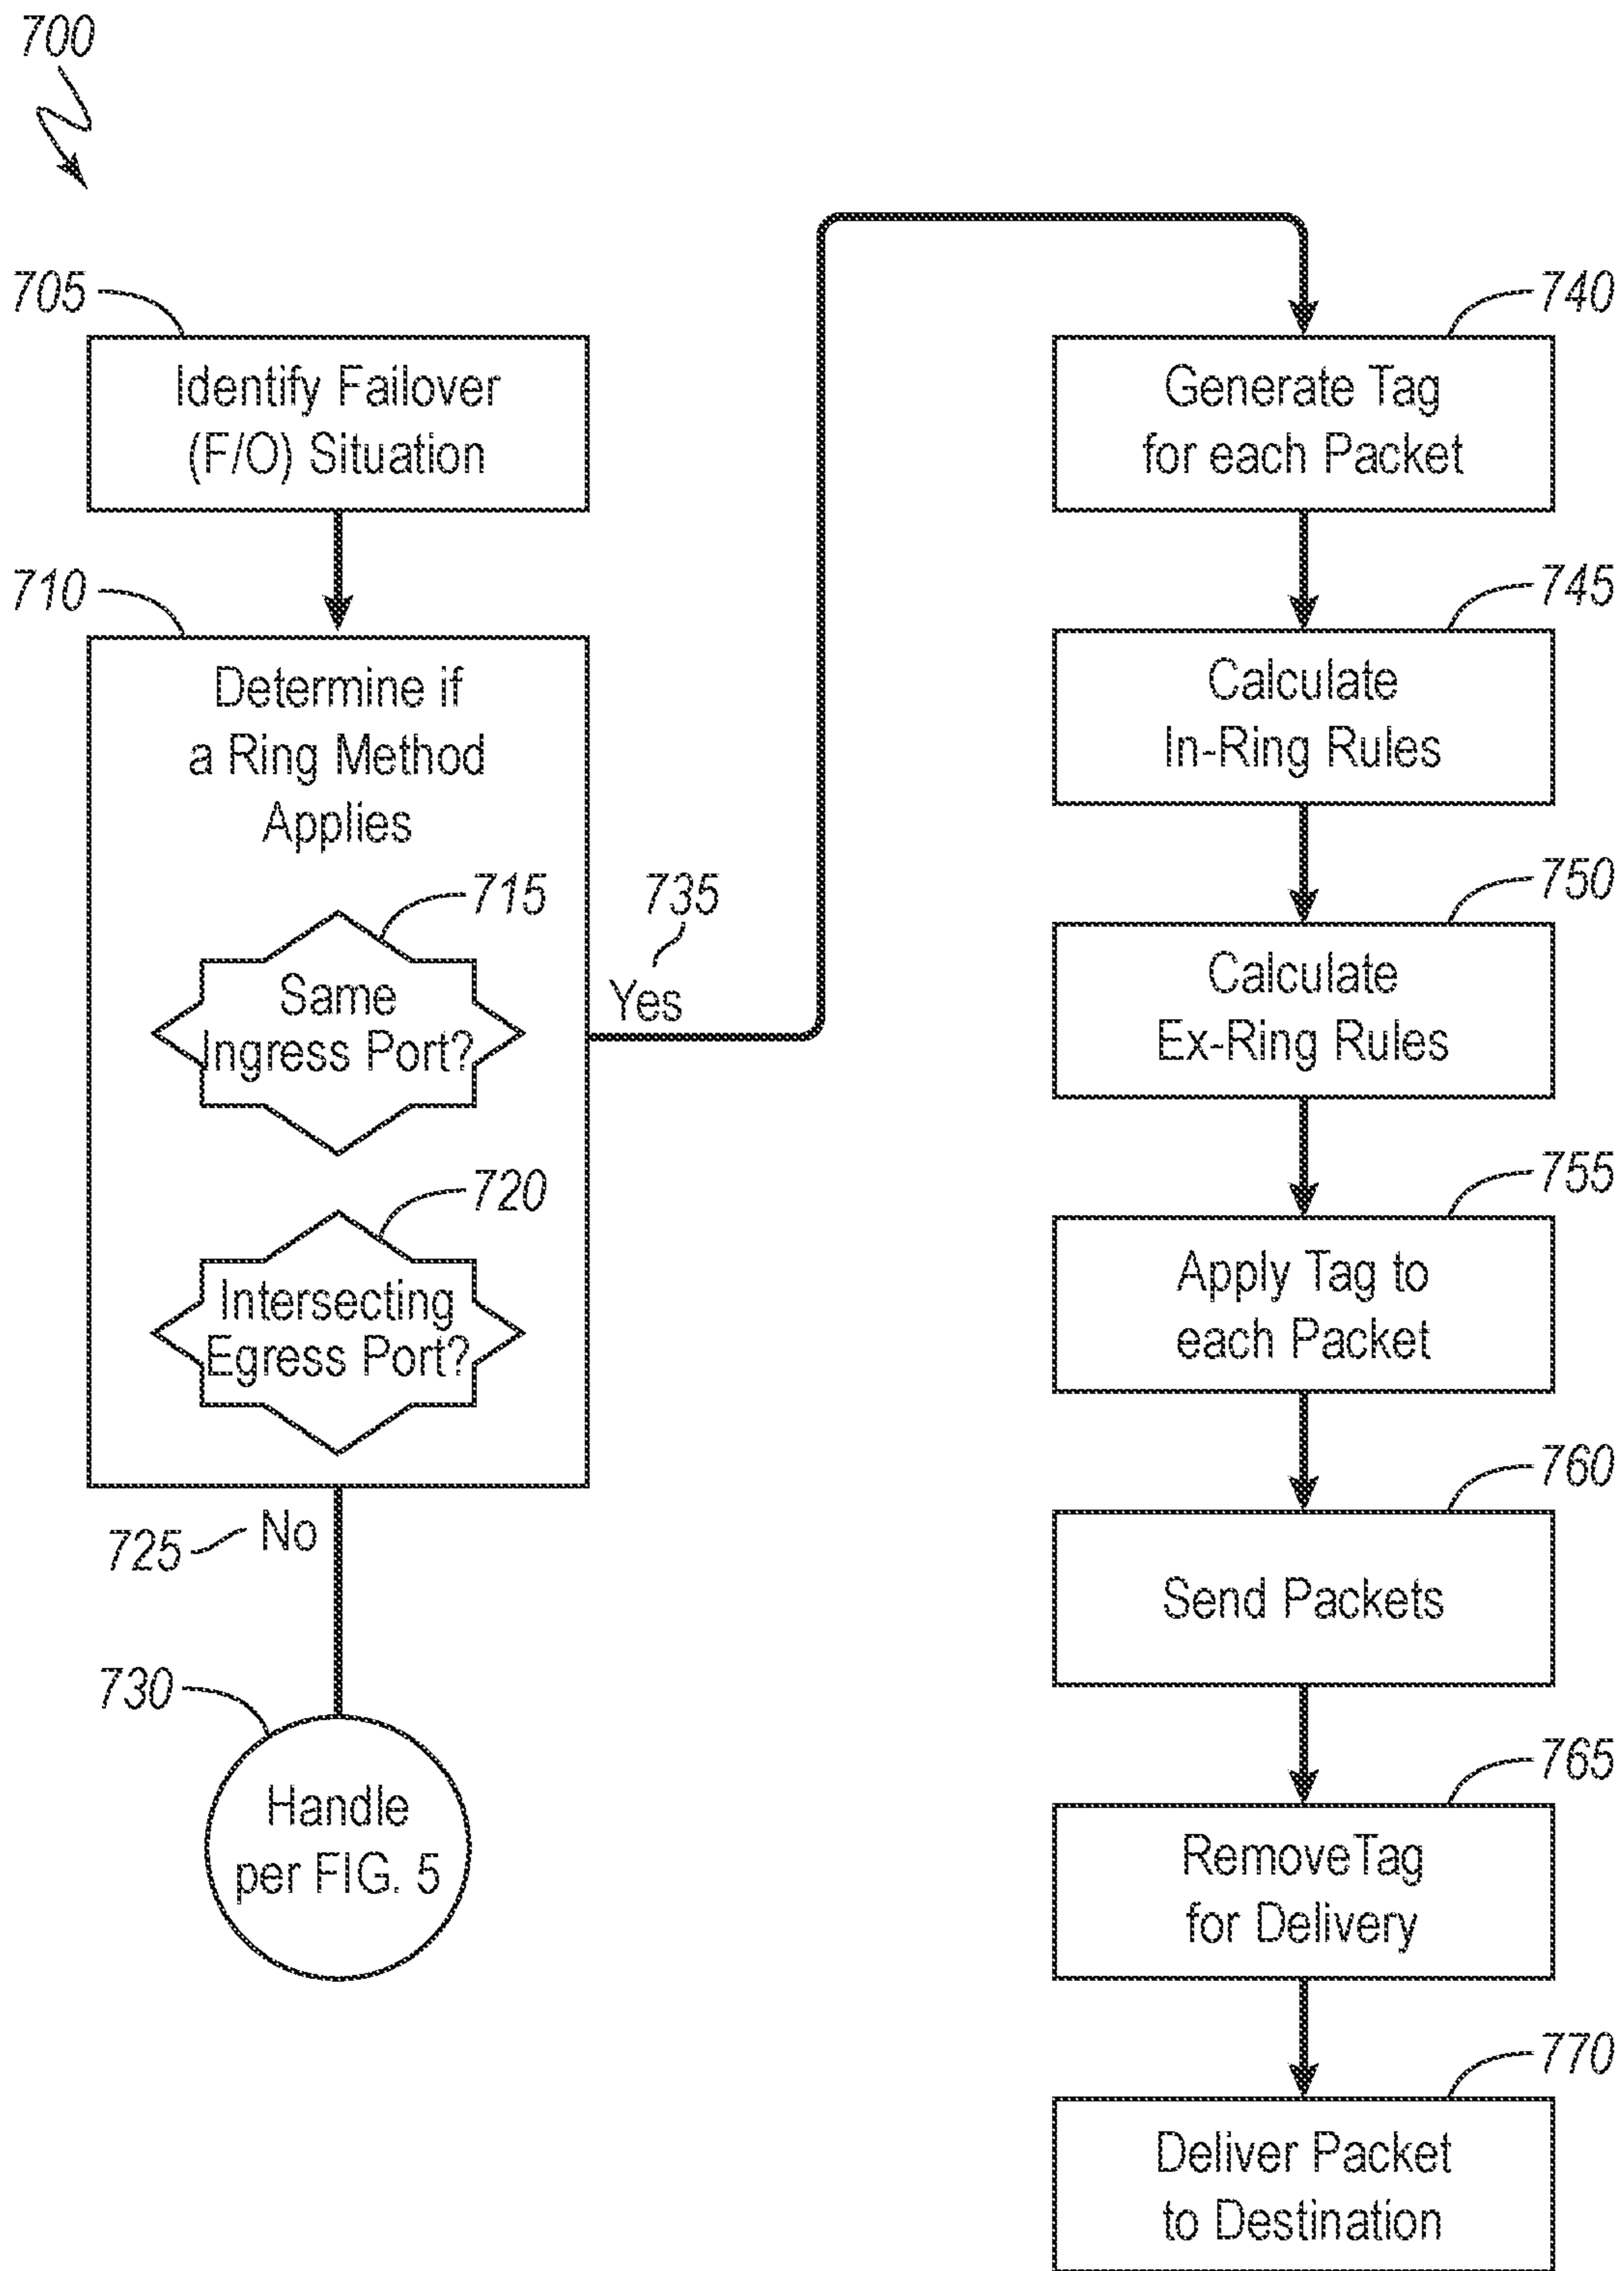 700
705
Identify Failover
(F/O) Situation
710
Determine if
a Ring Method
Applies
715
Same
Ingress Port?
720
Intersecting
Egress Port?
725
No
730
Handle
per FIG. 5
735
Yes
740
Generate Tag
for each Packet
745
Calculate
In-Ring Rules
750
Calculate
Ex-Ring Rules
755
Apply Tag to
each Packet
760
Send Packets
765
RemoveTag
for Delivery
770
Deliver Packet
to Destination